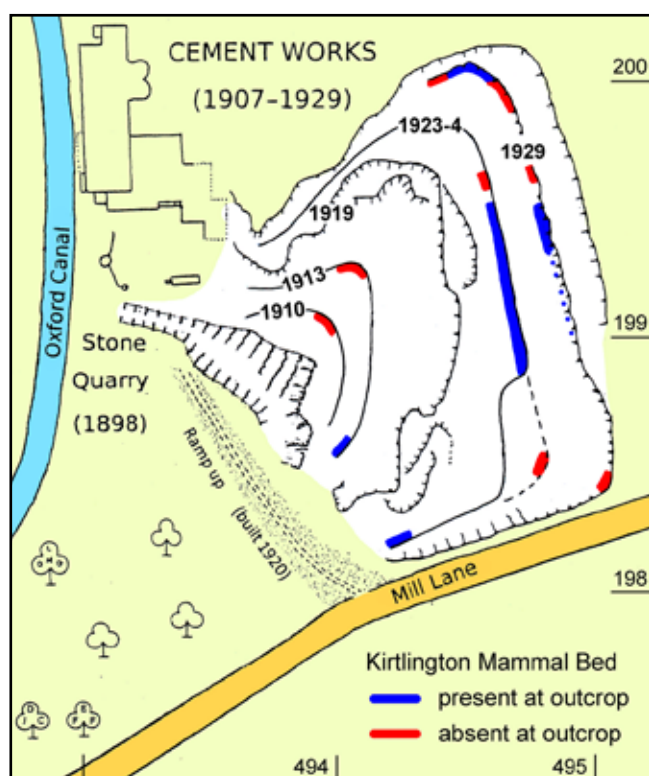 CEMENT WORKS
(1907–1929)
200
1923-4
1929
1919
1913
1910
Oxford Canal
199
Stone
Quarry
(1898)
Ramp up
(built 1920)
Mill Lane
198
Kirtlington Mammal Bed
present at outcrop
absent at outcrop
494
495